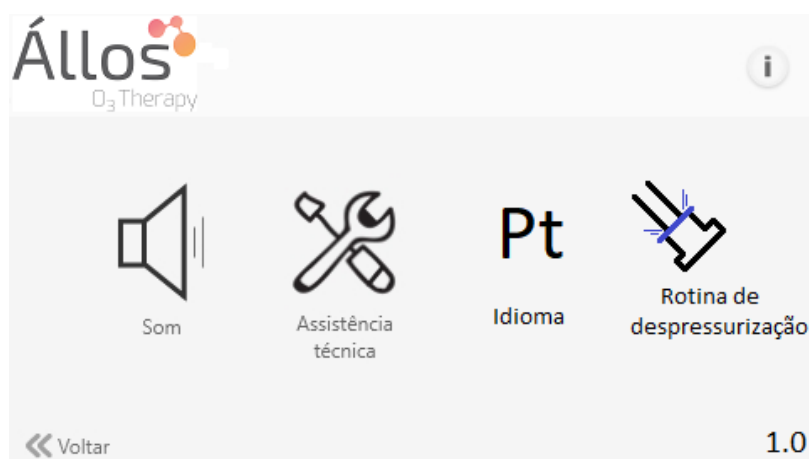 Állos
O₃ Therapy
i
Pt
Som
Assistência
técnica
Idioma
Rotina de
despressurização
Voltar
1.0